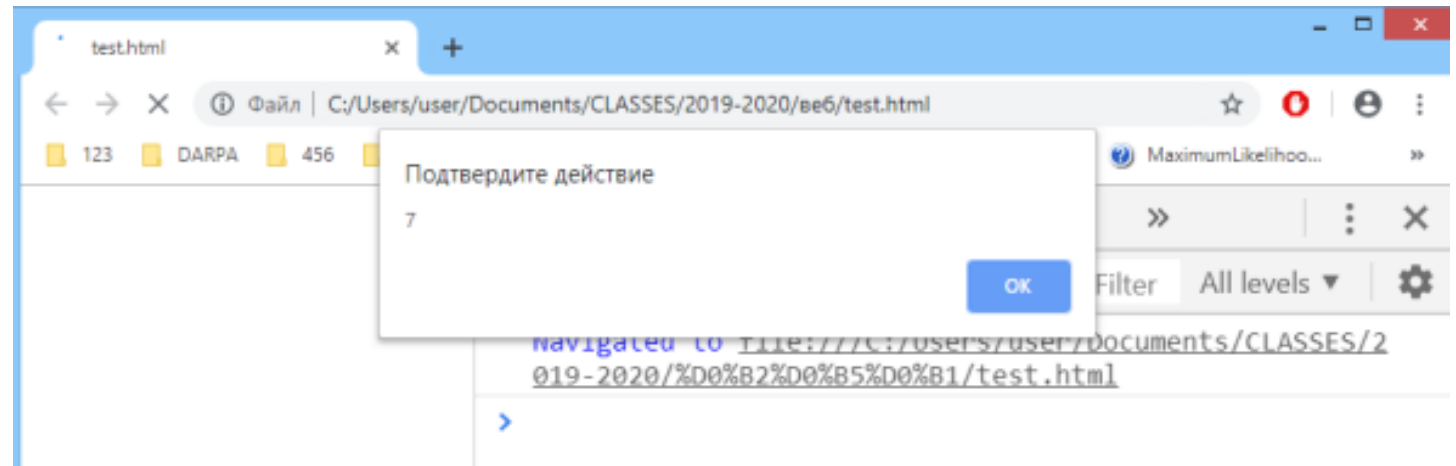 test.html
Файл | C:/Users/user/Documents/CLASSES/2019-2020/веб/test.html
123 DARPA 456 MaximumLikelihoo... »
Подтвердите действие
7
ОК
Filter All levels ▼
Navigated to file:///C:/Users/user/Documents/CLASSES/2
019-2020/%D0%B2%D0%B5%D0%B1/test.html